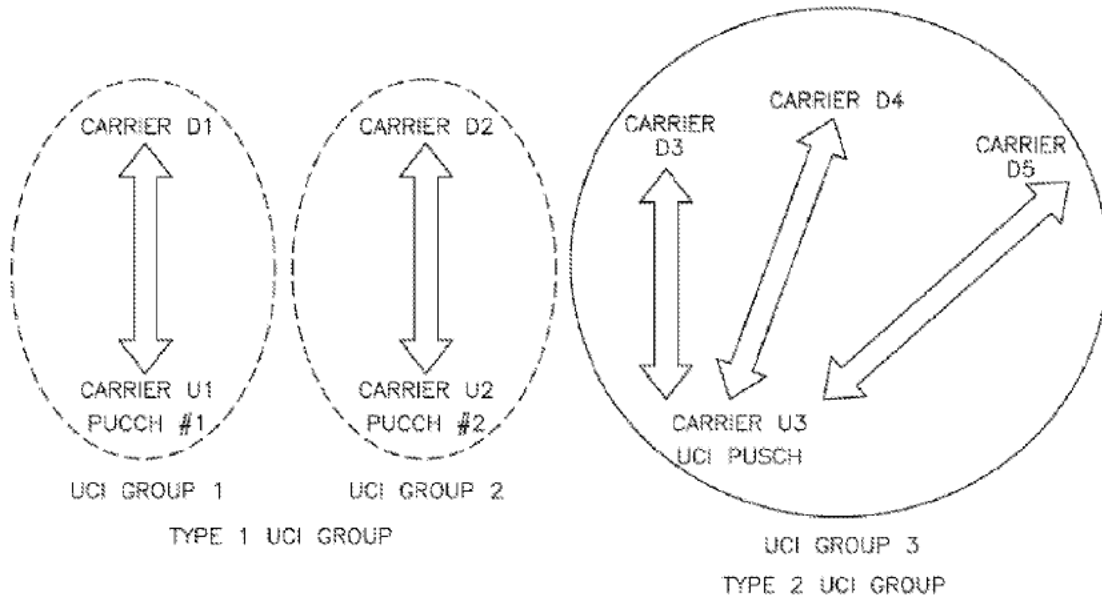 CARRIER D1
CARRIER U1
PUCCH #1
UCI GROUP 1
CARRIER D2
CARRIER U2
PUCCH #2
UCI GROUP 2
TYPE 1 UCI GROUP
CARRIER
D3
CARRIER D4
CARRIER
D5
CARRIER U3
UCI PUSCH
UCI GROUP 3
TYPE 2 UCI GROUP